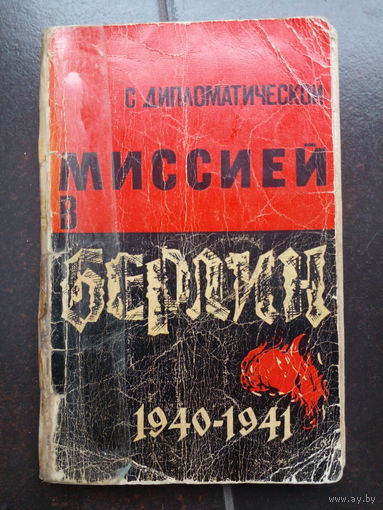 С ДИПЛОМАТИЧЕСКОЙ
МИССИЕЙ
В
БЕРЛИН
1940-1941
www.ay.by